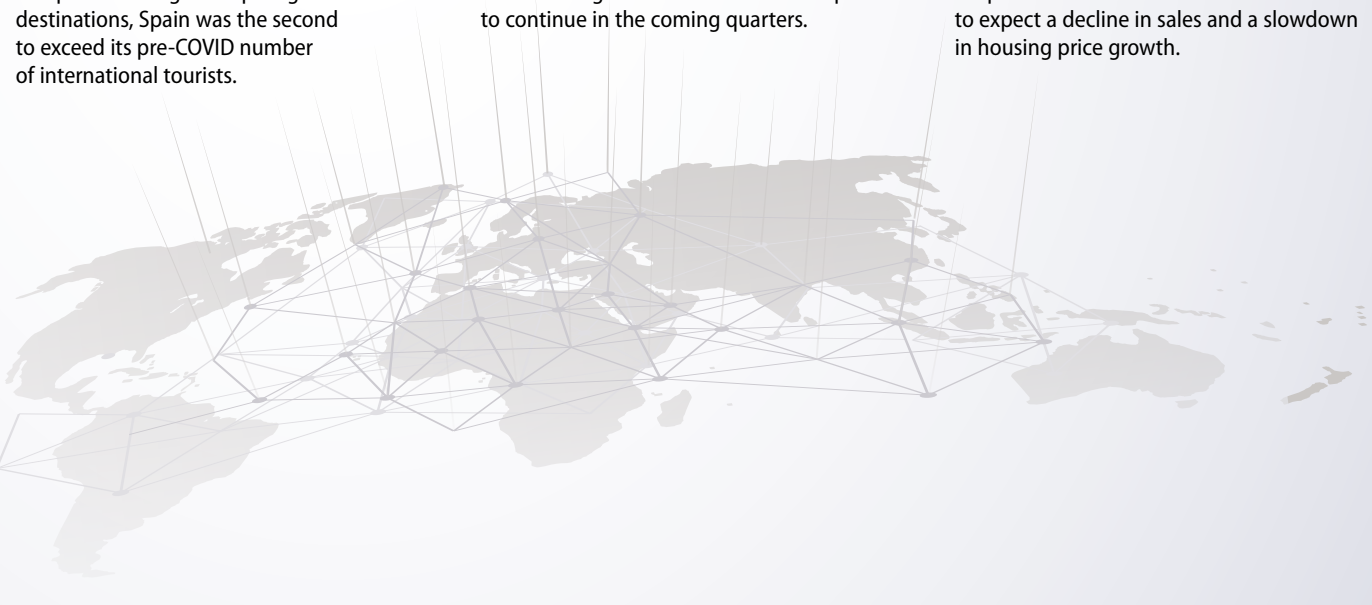 destinations, Spain was the second
to exceed its pre-COVID number
of international tourists.
to continue in the coming quarters.
to expect a decline in sales and a slowdown
in housing price growth.